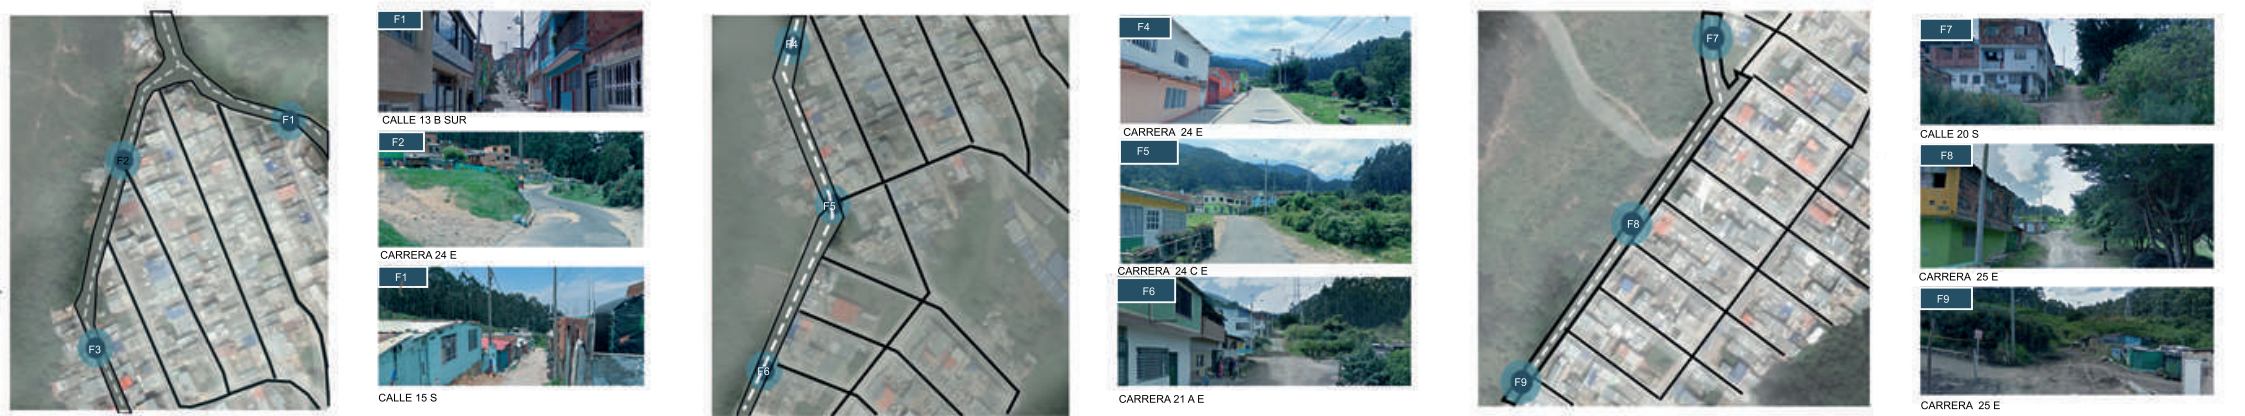 F1
F2
F3
F1
CALLE 13 B SUR
F2
CARRERA 24 E
F1
CALLE 15 S
F4
F5
F6
F4
CARRERA 24 E
F5
CARRERA 24 C E
F6
CARRERA 21 A E
F7
F8
F9
F7
CALLE 20 S
F8
CARRERA 25 E
F9
CARRERA 25 E